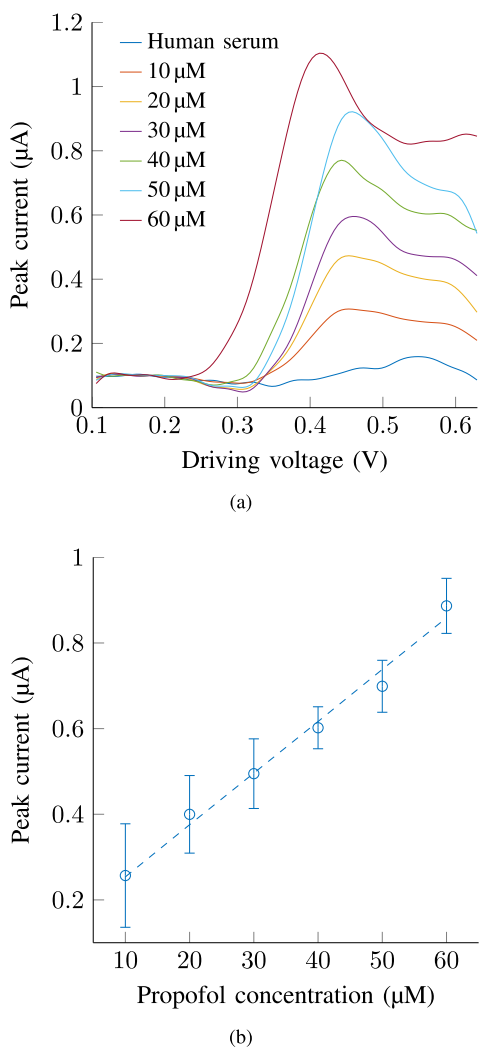 1.2
1
0.8
0.6
0.4
0.2
0
Peak current (µA)
Human serum
10 µM
20 µM
30 µM
40 µM
50 µM
60 µM
0.1 0.2 0.3 0.4 0.5 0.6
Driving voltage (V)
(a)
1
0.8
0.6
0.4
0.2
Peak current (µA)
10 20 30 40 50 60
Propofol concentration (µM)
(b)